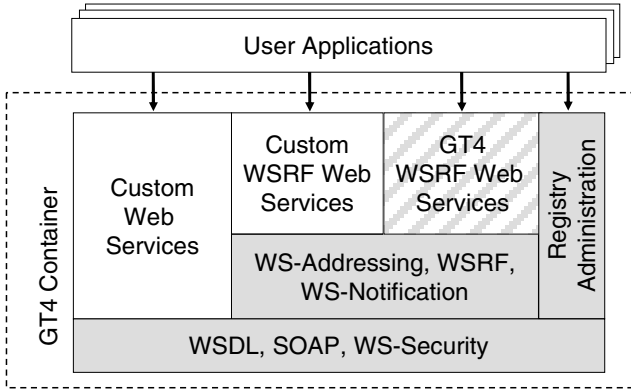 User Applications
GT4 Container
Custom
Web
Services
Custom
WSRF Web
Services
GT4
WSRF Web
Services
Registry
Administration
WS-Addressing, WSRF,
WS-Notification
WSDL, SOAP, WS-Security